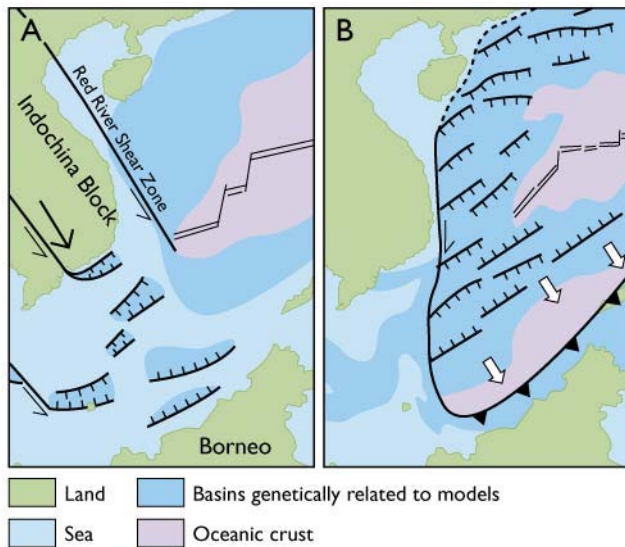 A
B
Red River Shear Zone
Indochina Block
Borneo
Land
Basins genetically related to models
Sea
Oceanic crust